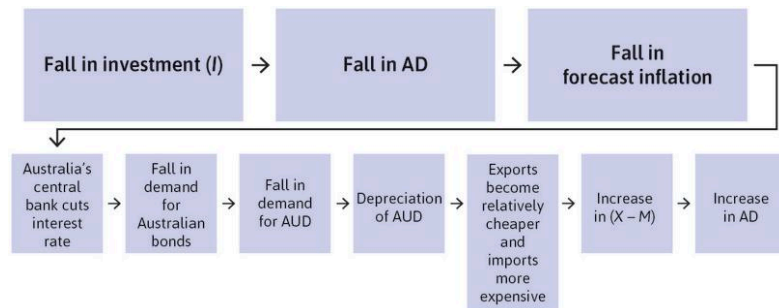 Fall in investment (I)
Fall in AD
Fall in
forecast inflation
Australia's
central
bank cuts
interest
rate
Fall in
demand
for
Australian
bonds
Fall in
demand
for AUD
Depreciation
of AUD
Exports
become
relatively
cheaper
and
imports
more
expensive
Increase
in (X – M)
Increase
in AD